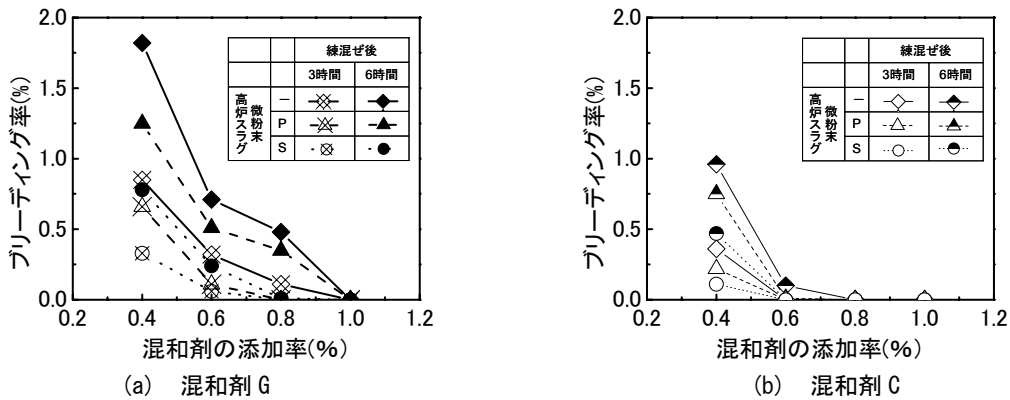 ブリーディング率(%)
2.0
1.5
1.0
0.5
0.0
0.2 0.4 0.6 0.8 1.0 1.2
混和剤の添加率(%)
練混ぜ後
3時間 6時間
高炉スラグ
微粉末
－
P
S
(a) 混和剤 G
ブリーディング率(%)
2.0
1.5
1.0
0.5
0.0
0.2 0.4 0.6 0.8 1.0 1.2
混和剤の添加率(%)
練混ぜ後
3時間 6時間
高炉スラグ
微粉末
－
P
S
(b) 混和剤 C